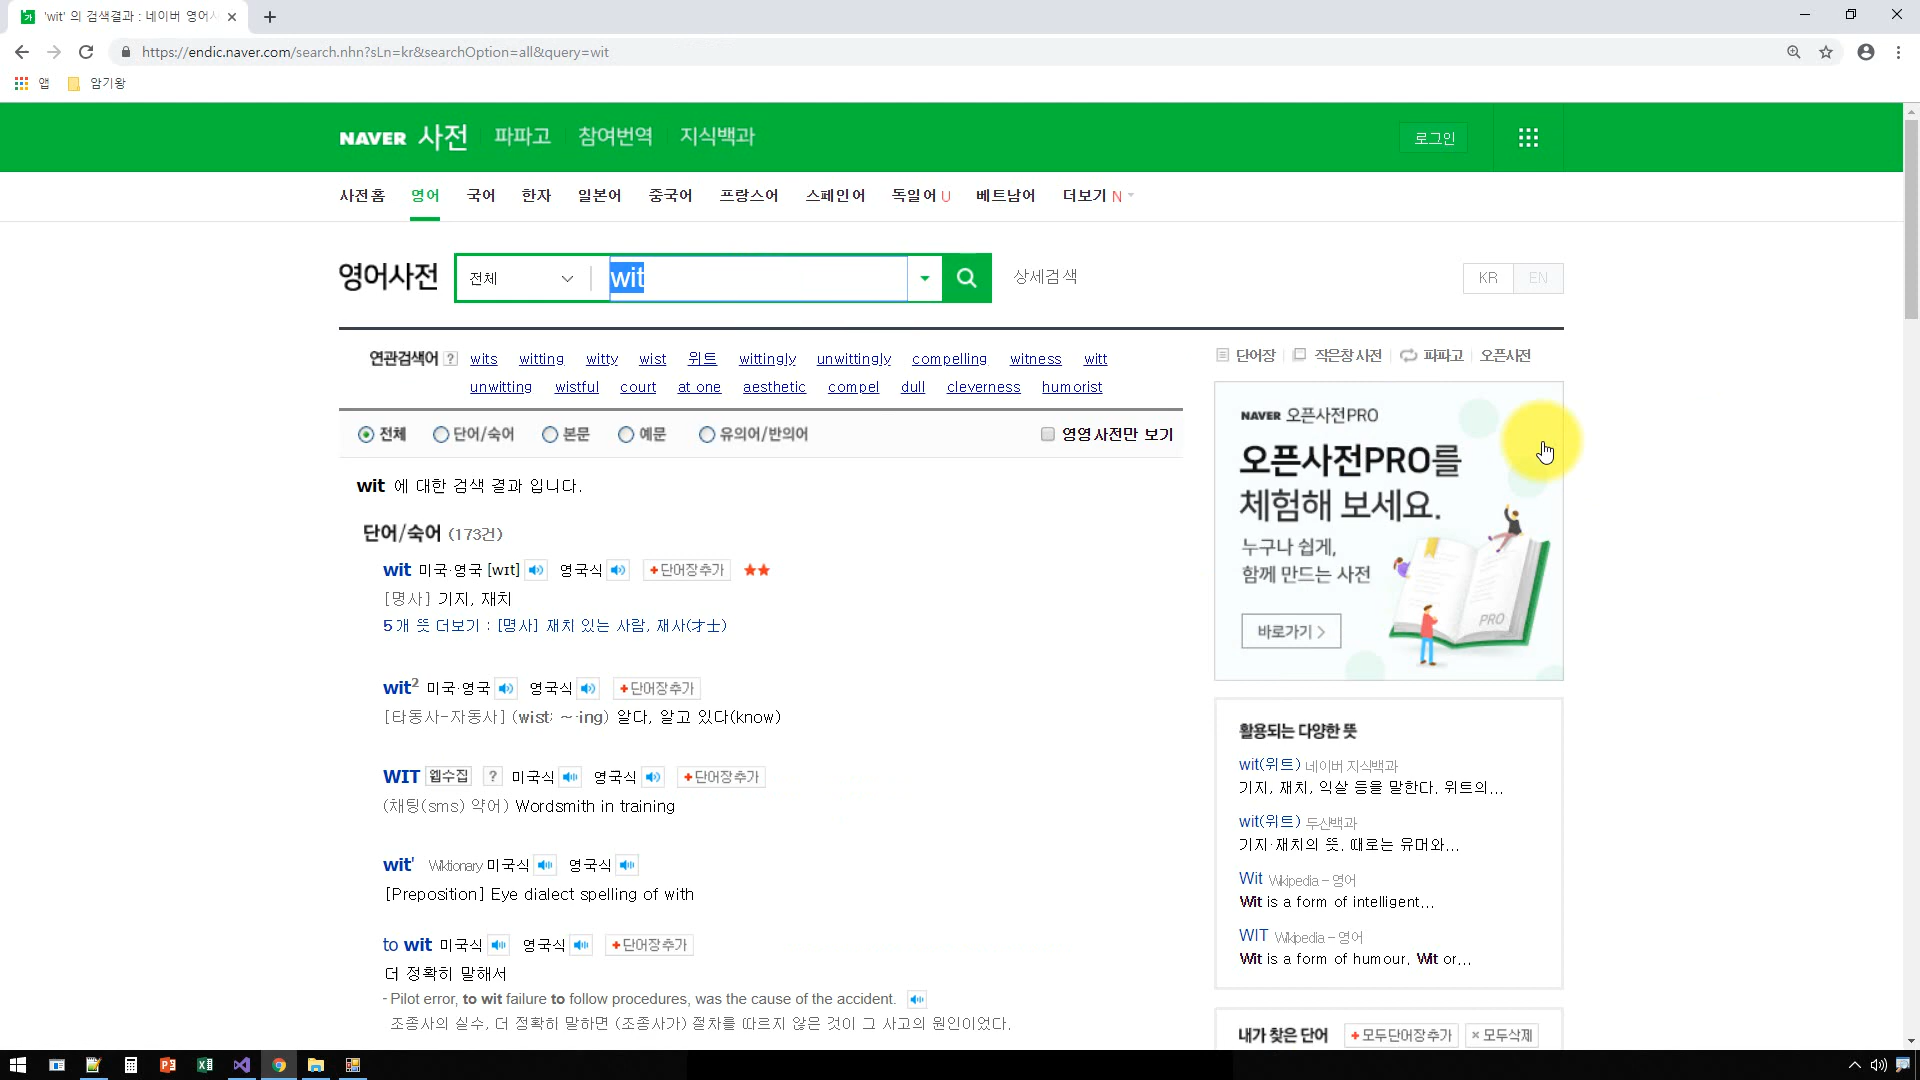 'wit' 의 검색결과 : 네이버 영어사
https://endic.naver.com/search.nhn?sLn=kr&searchOption=all&query=wit
앱 암기왕
NAVER 사전 파파고 참여번역 지식백과 로그인
사전홈 영어 국어 한자 일본어 중국어 프랑스어 스페인어 독일어 U 베트남어 더보기 N
영어사전 전체 wit 상세검색 KR EN
연관검색어 ? wits witting witty wist 위트 wittingly unwittingly compelling witness witt
unwitting wistful court at one aesthetic compel dull cleverness humorist
단어장 작은창 사전 파파고 오픈사전
전체 단어/숙어 본문 예문 유의어/반의어 영영사전만 보기
wit 에 대한 검색 결과 입니다.
단어/숙어 (173건)
wit 미국·영국 [wɪt] 영국식 +단어장추가 ★★
[명사] 기지, 재치
5개 뜻 더보기 : [명사] 재치 있는 사람, 재사(才士)
wit2 미국·영국 영국식 +단어장추가
[타동사-자동사] (wist; ~·ing) 알다, 알고 있다(know)
WIT 웹수집 ? 미국식 영국식 +단어장추가
(채팅(sms) 약어) Wordsmith in training
wit' Wiktionary 미국식 영국식
[Preposition] Eye dialect spelling of with
to wit 미국식 영국식 +단어장추가
더 정확히 말해서
- Pilot error, to wit failure to follow procedures, was the cause of the accident.
조종사의 실수, 더 정확히 말하면 (조종사가) 절차를 따르지 않은 것이 그 사고의 원인이었다.
NAVER 오픈사전PRO
오픈사전PRO를
체험해 보세요.
누구나 쉽게,
함께 만드는 사전
바로가기 >
PRO
활용되는 다양한 뜻
wit(위트) 네이버 지식백과
기지, 재치, 익살 등을 말한다. 위트의...
wit(위트) 두산백과
기지·재치의 뜻. 때로는 유머와...
Wit Wikipedia - 영어
Wit is a form of intelligent...
WIT Wikipedia - 영어
Wit is a form of humour, Wit or...
내가 찾은 단어 +모두단어장추가 ×모두삭제